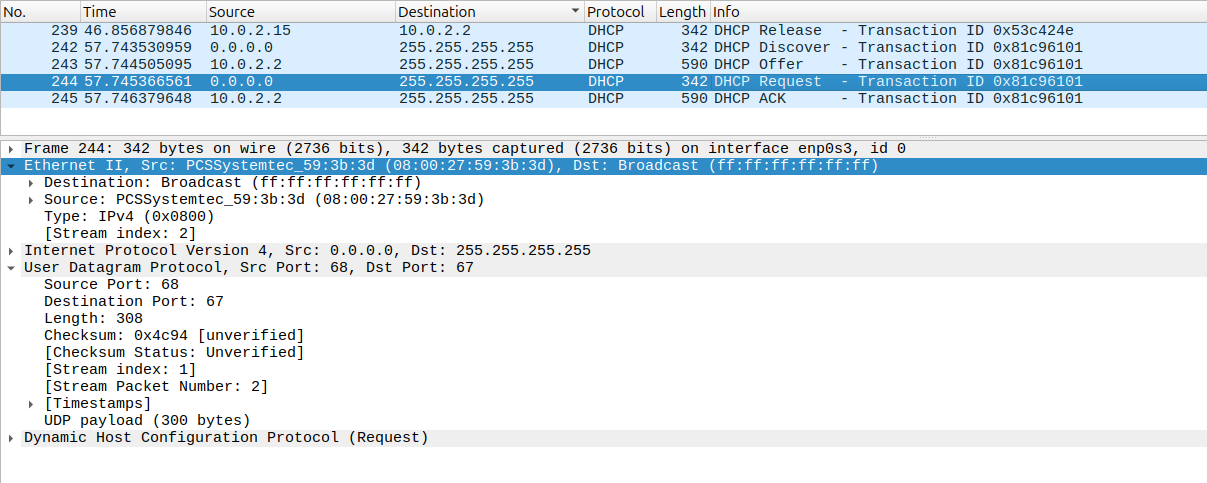 No. Time Source Destination Protocol Length Info
239 46.856879846 10.0.2.15 10.0.2.2 DHCP 342 DHCP Release - Transaction ID 0x53c424e
242 57.743530959 0.0.0.0 255.255.255.255 DHCP 342 DHCP Discover - Transaction ID 0x81c96101
243 57.744505095 10.0.2.2 255.255.255.255 DHCP 590 DHCP Offer - Transaction ID 0x81c96101
244 57.745366561 0.0.0.0 255.255.255.255 DHCP 342 DHCP Request - Transaction ID 0x81c96101
245 57.746379648 10.0.2.2 255.255.255.255 DHCP 590 DHCP ACK - Transaction ID 0x81c96101
Frame 244: 342 bytes on wire (2736 bits), 342 bytes captured (2736 bits) on interface enp0s3, id 0
Ethernet II, Src: PCSSystemtec_59:3b:3d (08:00:27:59:3b:3d), Dst: Broadcast (ff:ff:ff:ff:ff:ff)
Destination: Broadcast (ff:ff:ff:ff:ff:ff)
Source: PCSSystemtec_59:3b:3d (08:00:27:59:3b:3d)
Type: IPv4 (0x0800)
[Stream index: 2]
Internet Protocol Version 4, Src: 0.0.0.0, Dst: 255.255.255.255
User Datagram Protocol, Src Port: 68, Dst Port: 67
Source Port: 68
Destination Port: 67
Length: 308
Checksum: 0x4c94 [unverified]
[Checksum Status: Unverified]
[Stream index: 1]
[Stream Packet Number: 2]
[Timestamps]
UDP payload (300 bytes)
Dynamic Host Configuration Protocol (Request)